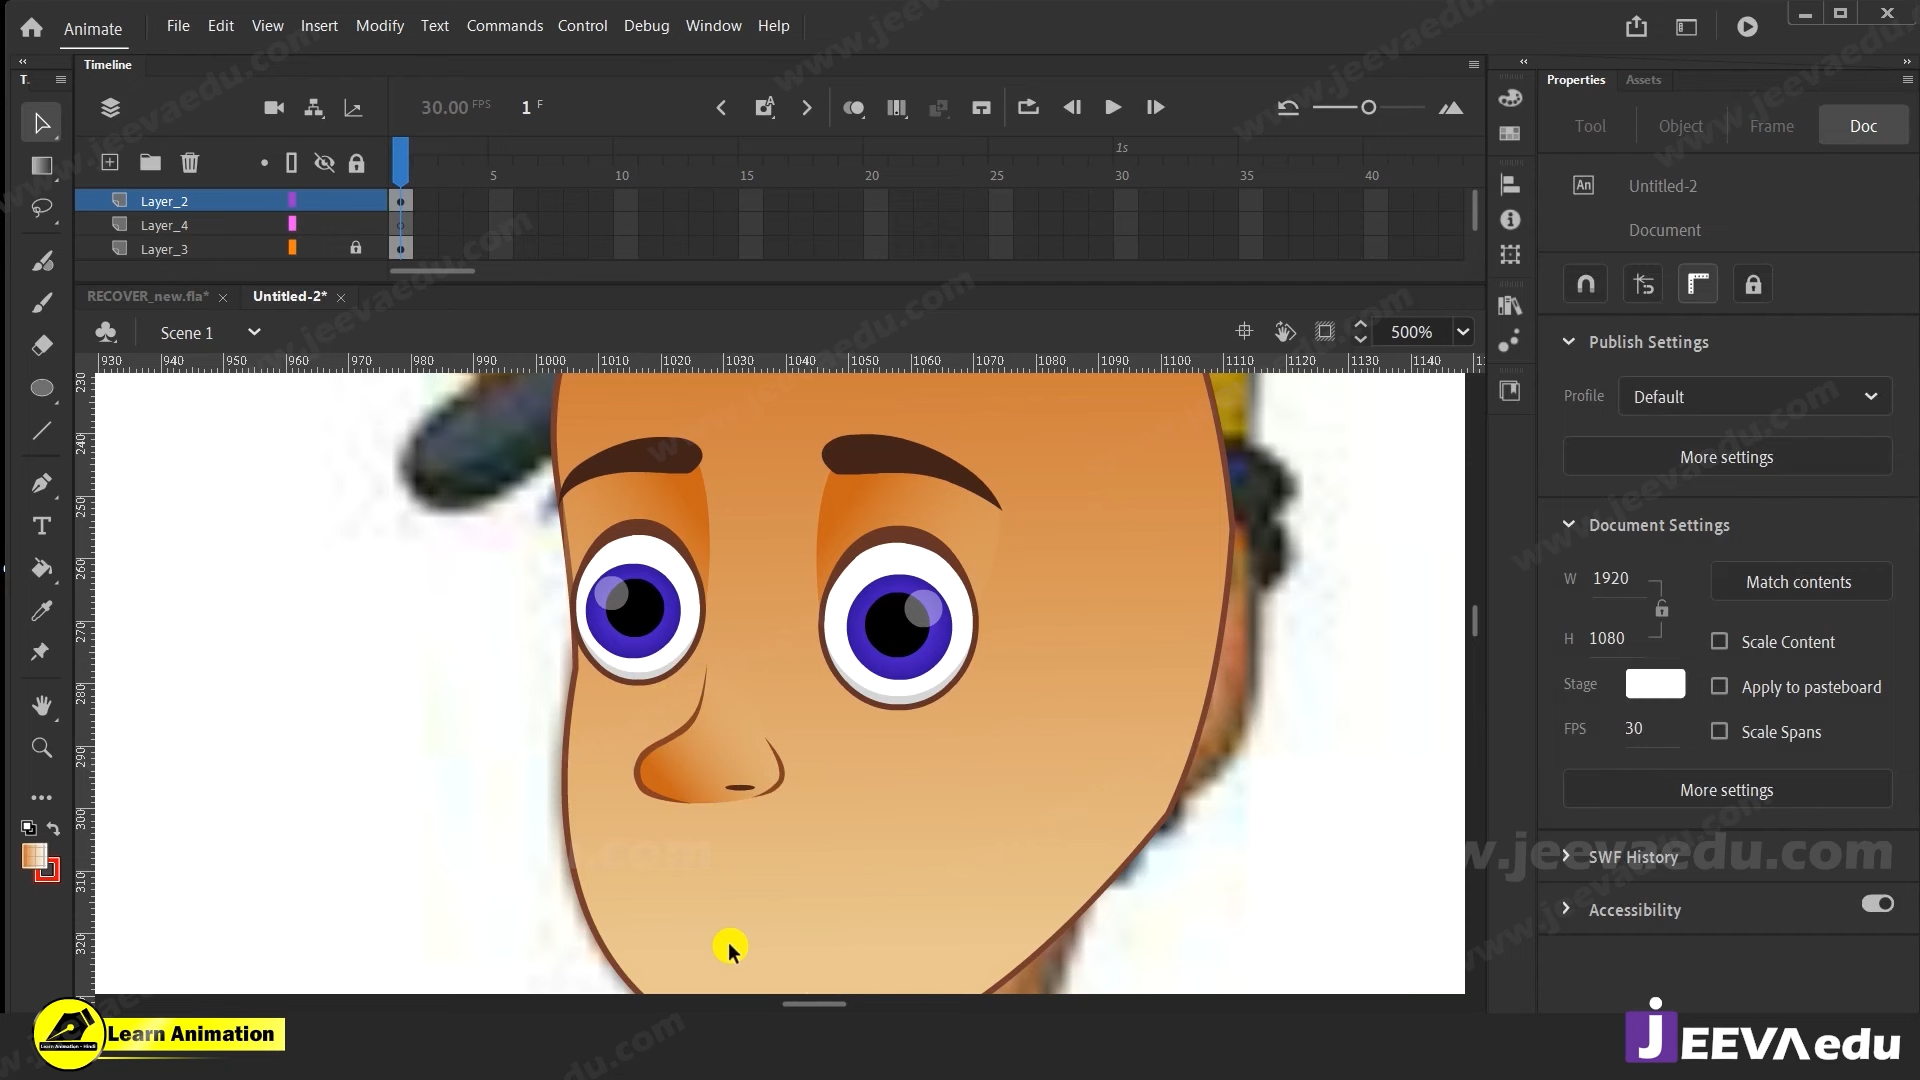 Animate
File Edit View Insert Modify Text Commands Control Debug Window Help
Timeline
T.
Properties Assets
30.00 FPS 1 F
Tool Object Frame Doc
1s
5 10 15 20 25 30 35 40
Layer_2
Layer_4
Layer_3
An Untitled-2
Document
RECOVER_new.fla* Untitled-2*
Scene 1
500%
930 940 950 960 970 980 990 1000 1010 1020 1030 1040 1050 1060 1070 1080 1090 1100 1110 1120 1130 1140
230
240
250
260
270
280
290
300
310
320
Publish Settings
Profile Default
More settings
Document Settings
W 1920
Match contents
H 1080
Scale Content
Stage
Apply to pasteboard
FPS 30
Scale Spans
More settings
SWF History
Accessibility
w.jeevaedu.com
www.jeevaedu.com
Learn Animation
JEEVA edu